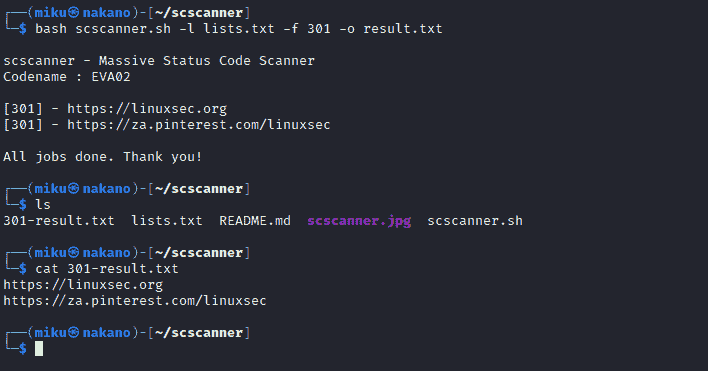 ┌──(miku㉿nakano)-[~/scscanner]
└─$ bash scscanner.sh -l lists.txt -f 301 -o result.txt
scscanner - Massive Status Code Scanner
Codename : EVA02
[301] - https://linuxsec.org
[301] - https://za.pinterest.com/linuxsec
All jobs done. Thank you!
┌──(miku㉿nakano)-[~/scscanner]
└─$ ls
301-result.txt  lists.txt  README.md  scscanner.jpg  scscanner.sh
┌──(miku㉿nakano)-[~/scscanner]
└─$ cat 301-result.txt
https://linuxsec.org
https://za.pinterest.com/linuxsec
┌──(miku㉿nakano)-[~/scscanner]
└─$